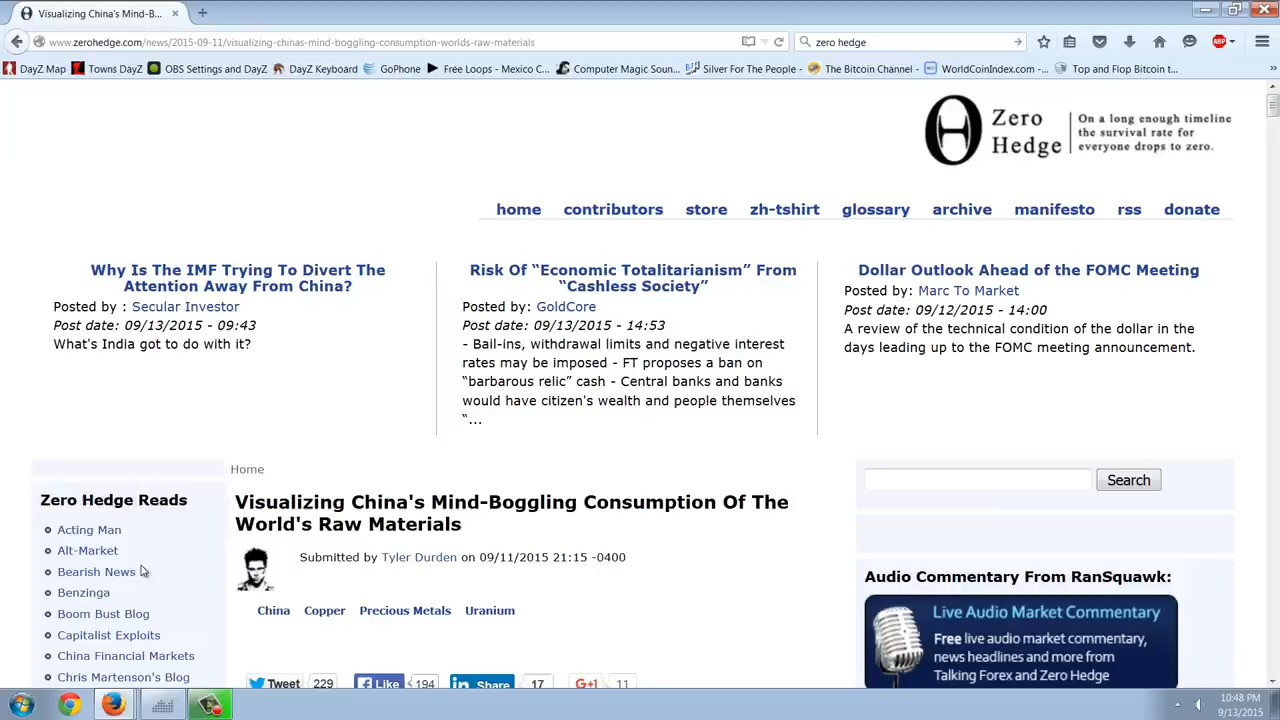 Visualizing China's Mind-B...
www.zerohedge.com/news/2015-09-11/visualizing-chinas-mind-boggling-consumption-worlds-raw-materials
zero hedge
ABP
DayZ Map
Towns DayZ
OBS Settings and DayZ
DayZ Keyboard
GoPhone
Free Loops - Mexico C...
Computer Magic Soun...
Silver For The People - ...
The Bitcoin Channel - ...
WorldCoinIndex.com -...
Top and Flop Bitcoin t...
Zero
Hedge
On a long enough timeline
the survival rate for
everyone drops to zero.
home
contributors
store
zh-tshirt
glossary
archive
manifesto
rss
donate
Why Is The IMF Trying To Divert The
Attention Away From China?
Posted by : Secular Investor
Post date: 09/13/2015 - 09:43
What's India got to do with it?
Risk Of “Economic Totalitarianism” From
“Cashless Society”
Posted by: GoldCore
Post date: 09/13/2015 - 14:53
- Bail-ins, withdrawal limits and negative interest
rates may be imposed - FT proposes a ban on
“barbarous relic” cash - Central banks and banks
would have citizen's wealth and people themselves
“...
Dollar Outlook Ahead of the FOMC Meeting
Posted by: Marc To Market
Post date: 09/12/2015 - 14:00
A review of the technical condition of the dollar in the
days leading up to the FOMC meeting announcement.
Zero Hedge Reads
Acting Man
Alt-Market
Bearish News
Benzinga
Boom Bust Blog
Capitalist Exploits
China Financial Markets
Chris Martenson's Blog
Home
Visualizing China's Mind-Boggling Consumption Of The
World's Raw Materials
Submitted by Tyler Durden on 09/11/2015 21:15 -0400
China
Copper
Precious Metals
Uranium
Tweet
229
Like
194
in Share
17
g+1
11
Search
Audio Commentary From RanSquawk:
Live Audio Market Commentary
Free live audio market commentary,
news headlines and more from
Talking Forex and Zero Hedge
10:48 PM
9/13/2015